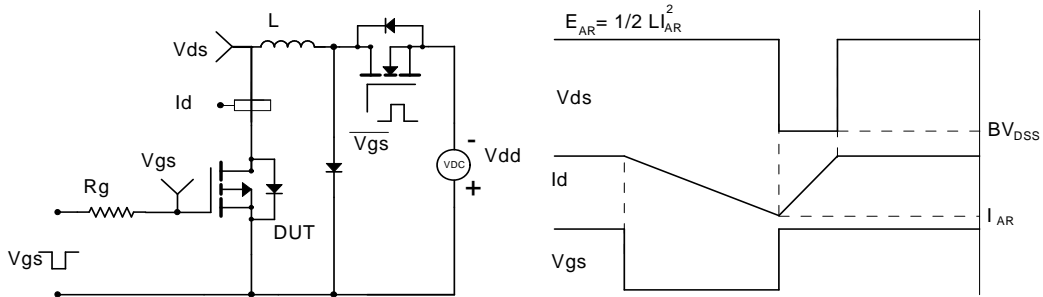 L
Vds
Id
Vgs
Rg
DUT
Vgs
Vgs
VDC
-
+
Vdd
E_AR= 1/2 LI_AR^2
Vds
BV_DSS
Id
I_AR
Vgs